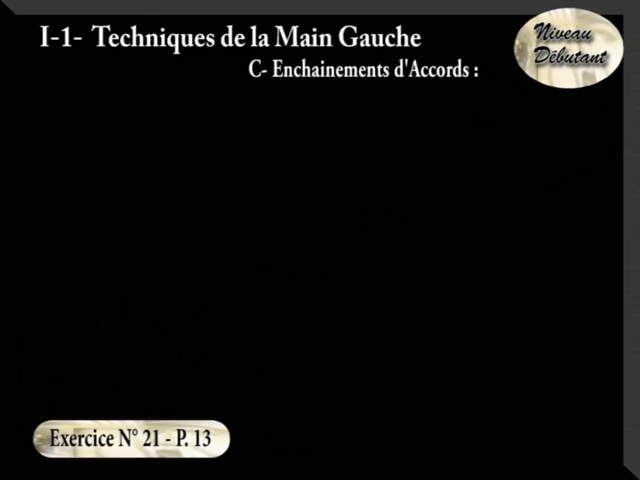 I-1- Techniques de la Main Gauche
C- Enchainements d'Accords :
Niveau
Débutant
Exercice N° 21 - P. 13